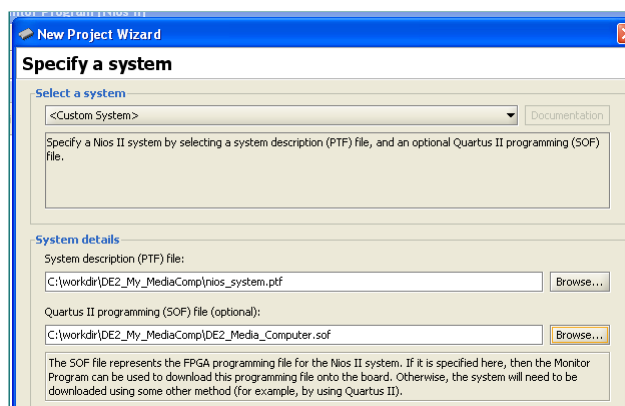 nitor Program [Nios II]
New Project Wizard
Specify a system
Select a system
<Custom System>
Documentation
Specify a Nios II system by selecting a system description (PTF) file, and an optional Quartus II programming (SOF)
file.
System details
System description (PTF) file:
C:\workdir\DE2_My_MediaComp\nios_system.ptf
Browse...
Quartus II programming (SOF) file (optional):
C:\workdir\DE2_My_MediaComp\DE2_Media_Computer.sof
Browse...
The SOF file represents the FPGA programming file for the Nios II system. If it is specified here, then the Monitor
Program can be used to download this programming file onto the board. Otherwise, the system will need to be
downloaded using some other method (for example, by using Quartus II).